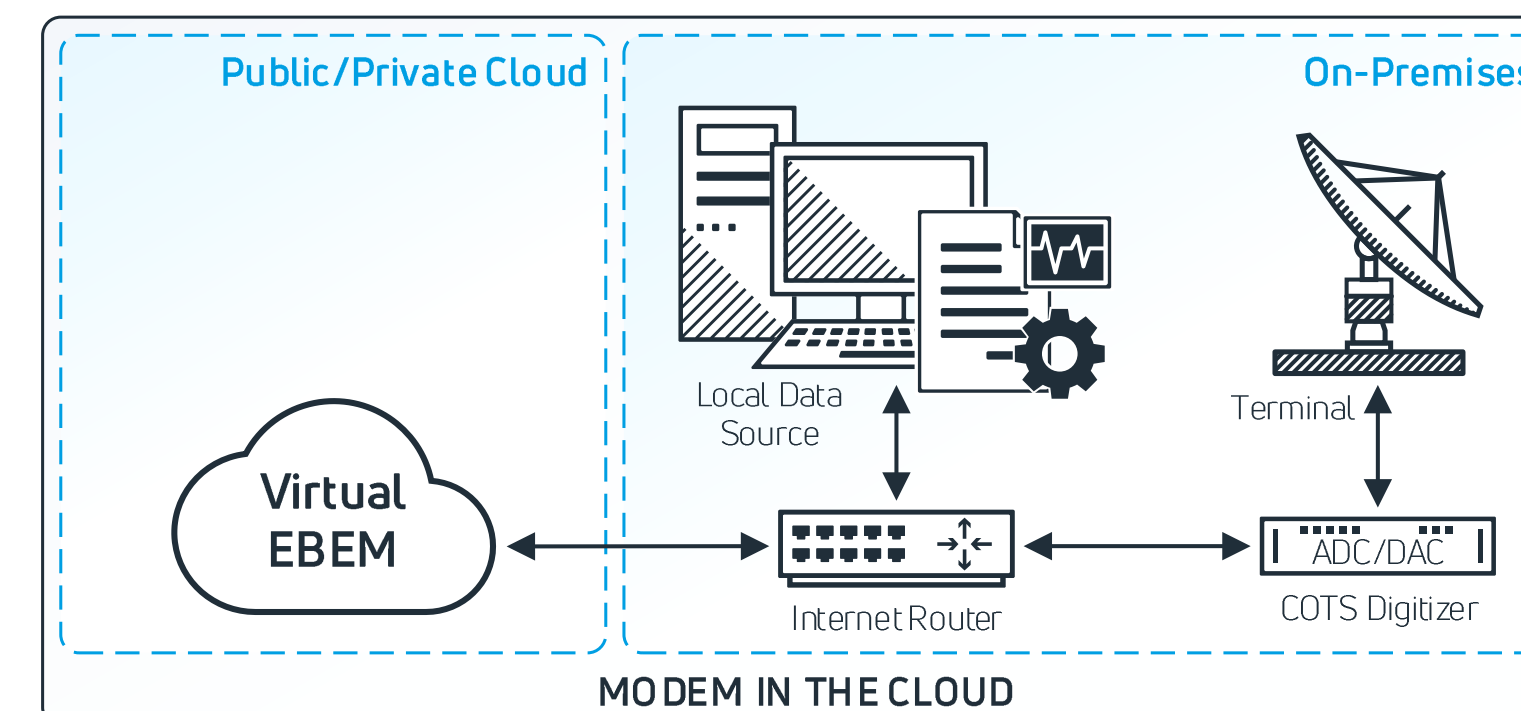 Public/Private Cloud
On-Premises
Local Data
Source
Terminal
Virtual
EBEM
ADC/DAC
Internet Router
COTS Digitizer
MODEM IN THE CLOUD